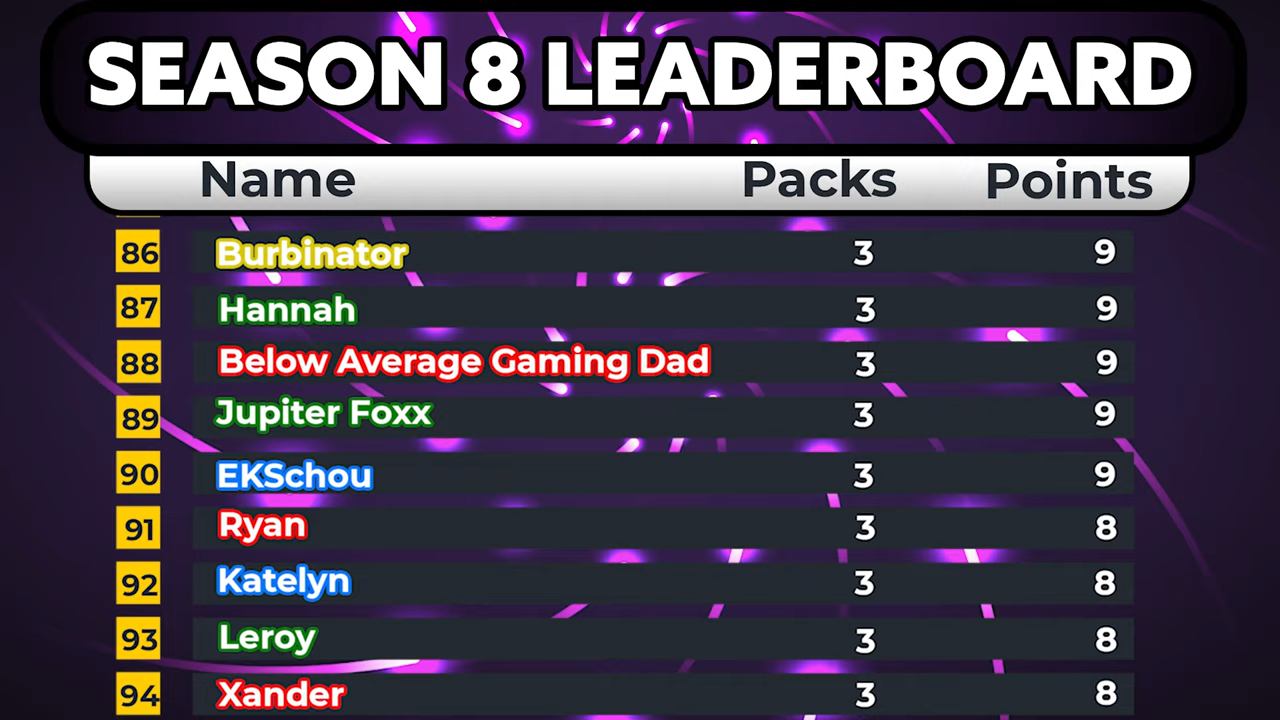 SEASON 8 LEADERBOARD
Name Packs Points
86 Burbinator 3 9
87 Hannah 3 9
88 Below Average Gaming Dad 3 9
89 Jupiter Foxx 3 9
90 EKSchou 3 9
91 Ryan 3 8
92 Katelyn 3 8
93 Leroy 3 8
94 Xander 3 8